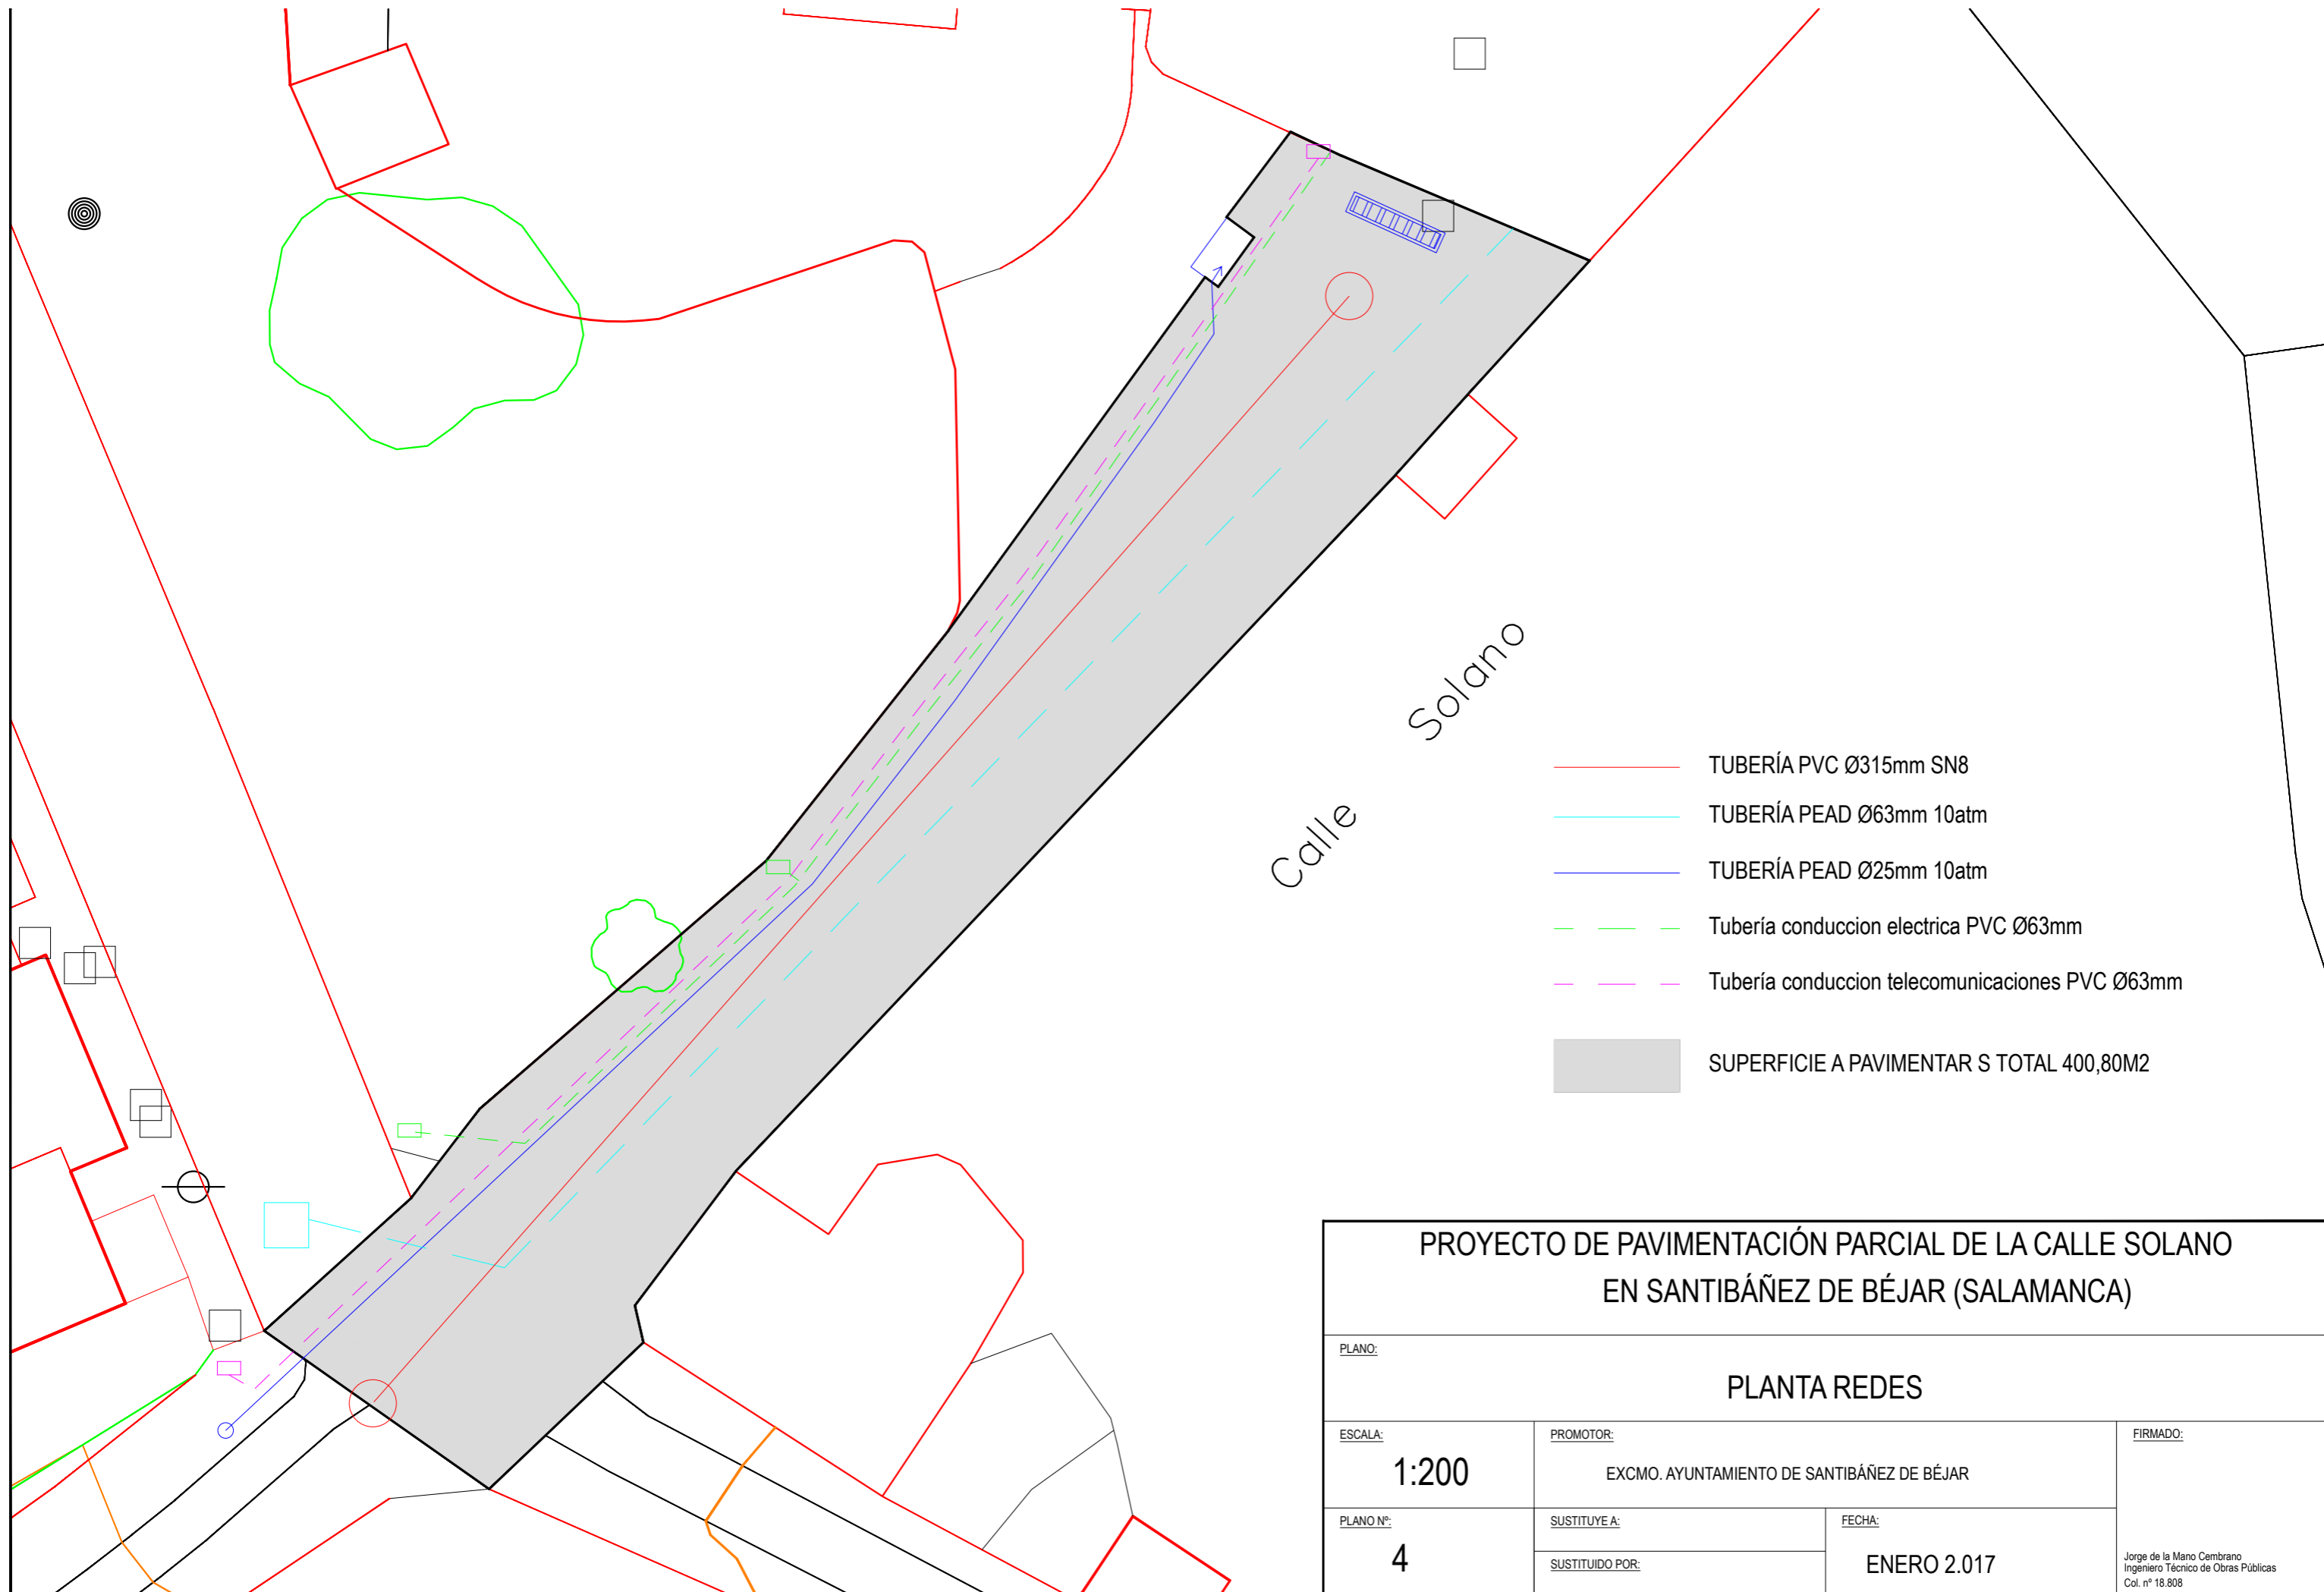 Solano
Calle
TUBERÍA PVC Ø315mm SN8
TUBERÍA PEAD Ø63mm 10atm
TUBERÍA PEAD Ø25mm 10atm
Tubería conduccion electrica PVC Ø63mm
Tubería conduccion telecomunicaciones PVC Ø63mm
SUPERFICIE A PAVIMENTAR S TOTAL 400,80M2
PROYECTO DE PAVIMENTACIÓN PARCIAL DE LA CALLE SOLANO
EN SANTIBÁÑEZ DE BÉJAR (SALAMANCA)
PLANO:
PLANTA REDES
ESCALA:
1:200
PROMOTOR:
EXCMO. AYUNTAMIENTO DE SANTIBÁÑEZ DE BÉJAR
FIRMADO:
PLANO Nº:
4
SUSTITUYE A:
SUSTITUIDO POR:
FECHA:
ENERO 2.017
Jorge de la Mano Cembrano
Ingeniero Técnico de Obras Públicas
Col. nº 18.808